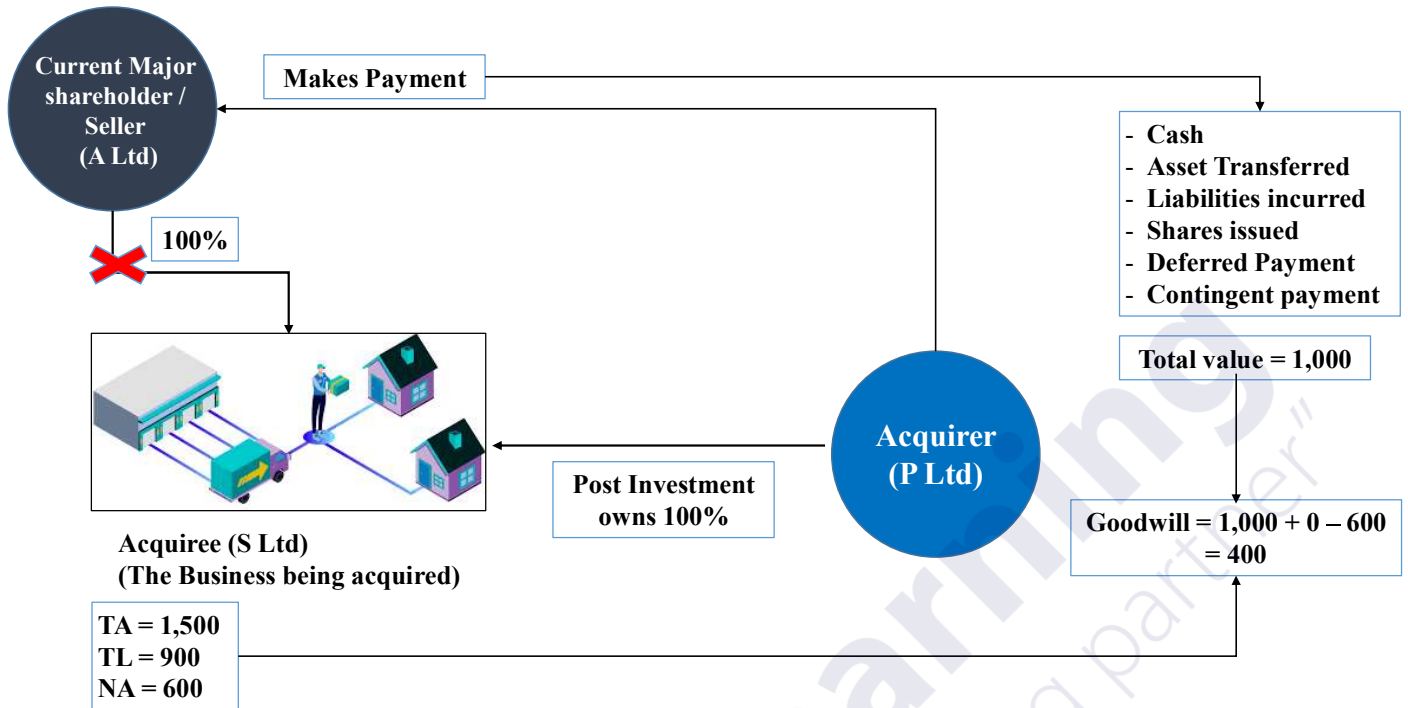 Current Major
shareholder /
Seller
(A Ltd)
Makes Payment
- Cash
- Asset Transferred
- Liabilities incurred
- Shares issued
- Deferred Payment
- Contingent payment
100%
Total value = 1,000
Acquirer
(P Ltd)
Post Investment
owns 100%
Goodwill = 1,000 + 0 – 600
= 400
Acquiree (S Ltd)
(The Business being acquired)
TA = 1,500
TL = 900
NA = 600
partner”